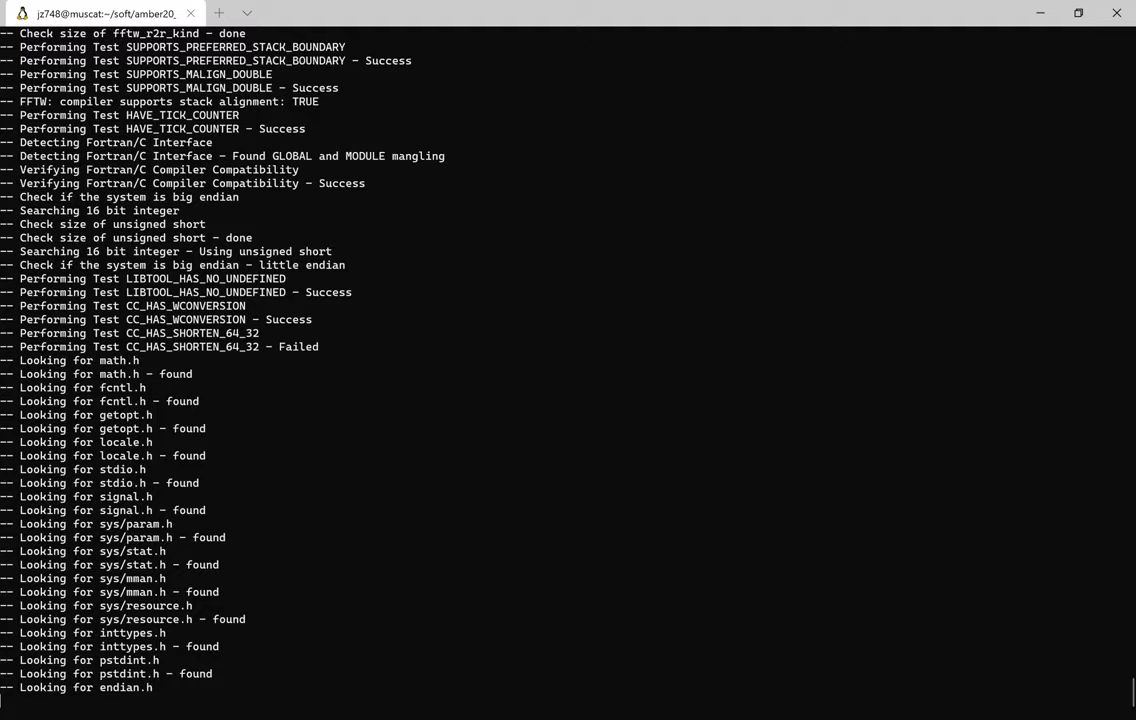 jz748@muscat:~/soft/amber20_
-- Check size of fftw_r2r_kind - done
-- Performing Test SUPPORTS_PREFERRED_STACK_BOUNDARY
-- Performing Test SUPPORTS_PREFERRED_STACK_BOUNDARY - Success
-- Performing Test SUPPORTS_MALIGN_DOUBLE
-- Performing Test SUPPORTS_MALIGN_DOUBLE - Success
-- FFTW: compiler supports stack alignment: TRUE
-- Performing Test HAVE_TICK_COUNTER
-- Performing Test HAVE_TICK_COUNTER - Success
-- Detecting Fortran/C Interface
-- Detecting Fortran/C Interface - Found GLOBAL and MODULE mangling
-- Verifying Fortran/C Compiler Compatibility
-- Verifying Fortran/C Compiler Compatibility - Success
-- Check if the system is big endian
-- Searching 16 bit integer
-- Check size of unsigned short
-- Check size of unsigned short - done
-- Searching 16 bit integer - Using unsigned short
-- Check if the system is big endian - little endian
-- Performing Test LIBTOOL_HAS_NO_UNDEFINED
-- Performing Test LIBTOOL_HAS_NO_UNDEFINED - Success
-- Performing Test CC_HAS_WCONVERSION
-- Performing Test CC_HAS_WCONVERSION - Success
-- Performing Test CC_HAS_SHORTEN_64_32
-- Performing Test CC_HAS_SHORTEN_64_32 - Failed
-- Looking for math.h
-- Looking for math.h - found
-- Looking for fcntl.h
-- Looking for fcntl.h - found
-- Looking for getopt.h
-- Looking for getopt.h - found
-- Looking for locale.h
-- Looking for locale.h - found
-- Looking for stdio.h
-- Looking for stdio.h - found
-- Looking for signal.h
-- Looking for signal.h - found
-- Looking for sys/param.h
-- Looking for sys/param.h - found
-- Looking for sys/stat.h
-- Looking for sys/stat.h - found
-- Looking for sys/mman.h
-- Looking for sys/mman.h - found
-- Looking for sys/resource.h
-- Looking for sys/resource.h - found
-- Looking for inttypes.h
-- Looking for inttypes.h - found
-- Looking for pstdint.h
-- Looking for pstdint.h - found
-- Looking for endian.h